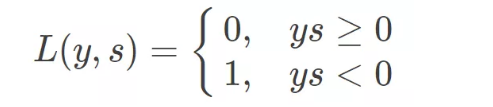 L(y, s) = { 0, ys ≥ 0
1, ys < 0